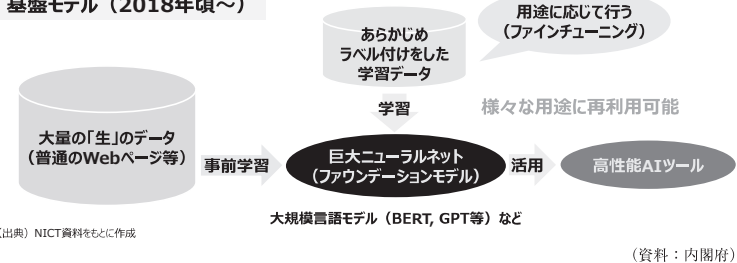 基盤モデル（2018年頃～）
用途に応じて行う
（ファインチューニング）
あらかじめ
ラベル付けをした
学習データ
学習
様々な用途に再利用可能
大量の「生」のデータ
（普通のWebページ等）
事前学習
巨大ニューラルネット
（ファウンデーションモデル）
活用
高性能AIツール
大規模言語モデル（BERT, GPT等）など
（出典）NICT資料をもとに作成
（資料：内閣府）